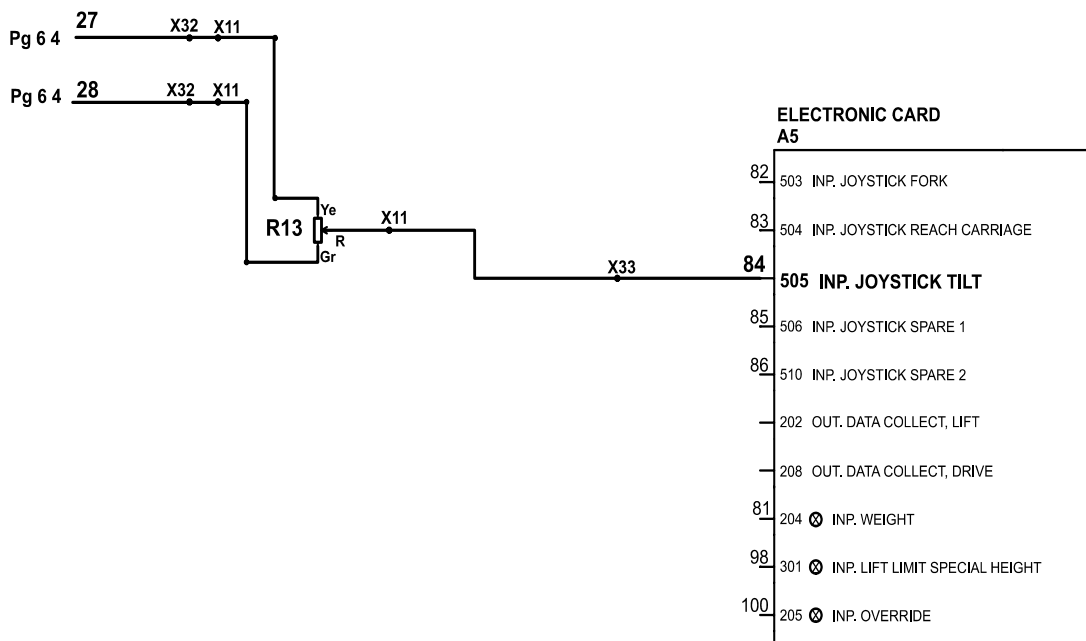 27
Pg 6 4
X32
X11
28
Pg 6 4
X32
X11
ELECTRONIC CARD
A5
82
503 INP. JOYSTICK FORK
Ye
R13
X11
R
Gr
83
504 INP. JOYSTICK REACH CARRIAGE
X33
84
505 INP. JOYSTICK TILT
85
506 INP. JOYSTICK SPARE 1
86
510 INP. JOYSTICK SPARE 2
202 OUT. DATA COLLECT, LIFT
208 OUT. DATA COLLECT, DRIVE
81
204 ⓧ INP. WEIGHT
98
301 ⓧ INP. LIFT LIMIT SPECIAL HEIGHT
100
205 ⓧ INP. OVERRIDE